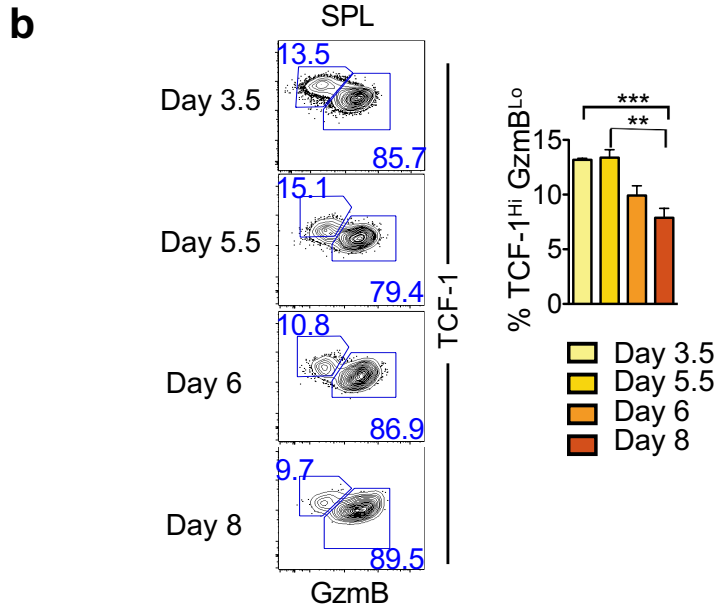 b
SPL
Day 3.5
13.5
85.7
Day 5.5
15.1
79.4
Day 6
10.8
86.9
Day 8
9.7
89.5
GzmB
TCF-1
% TCF-1Hi GzmBLo
15
10
5
0
***
**
Day 3.5
Day 5.5
Day 6
Day 8